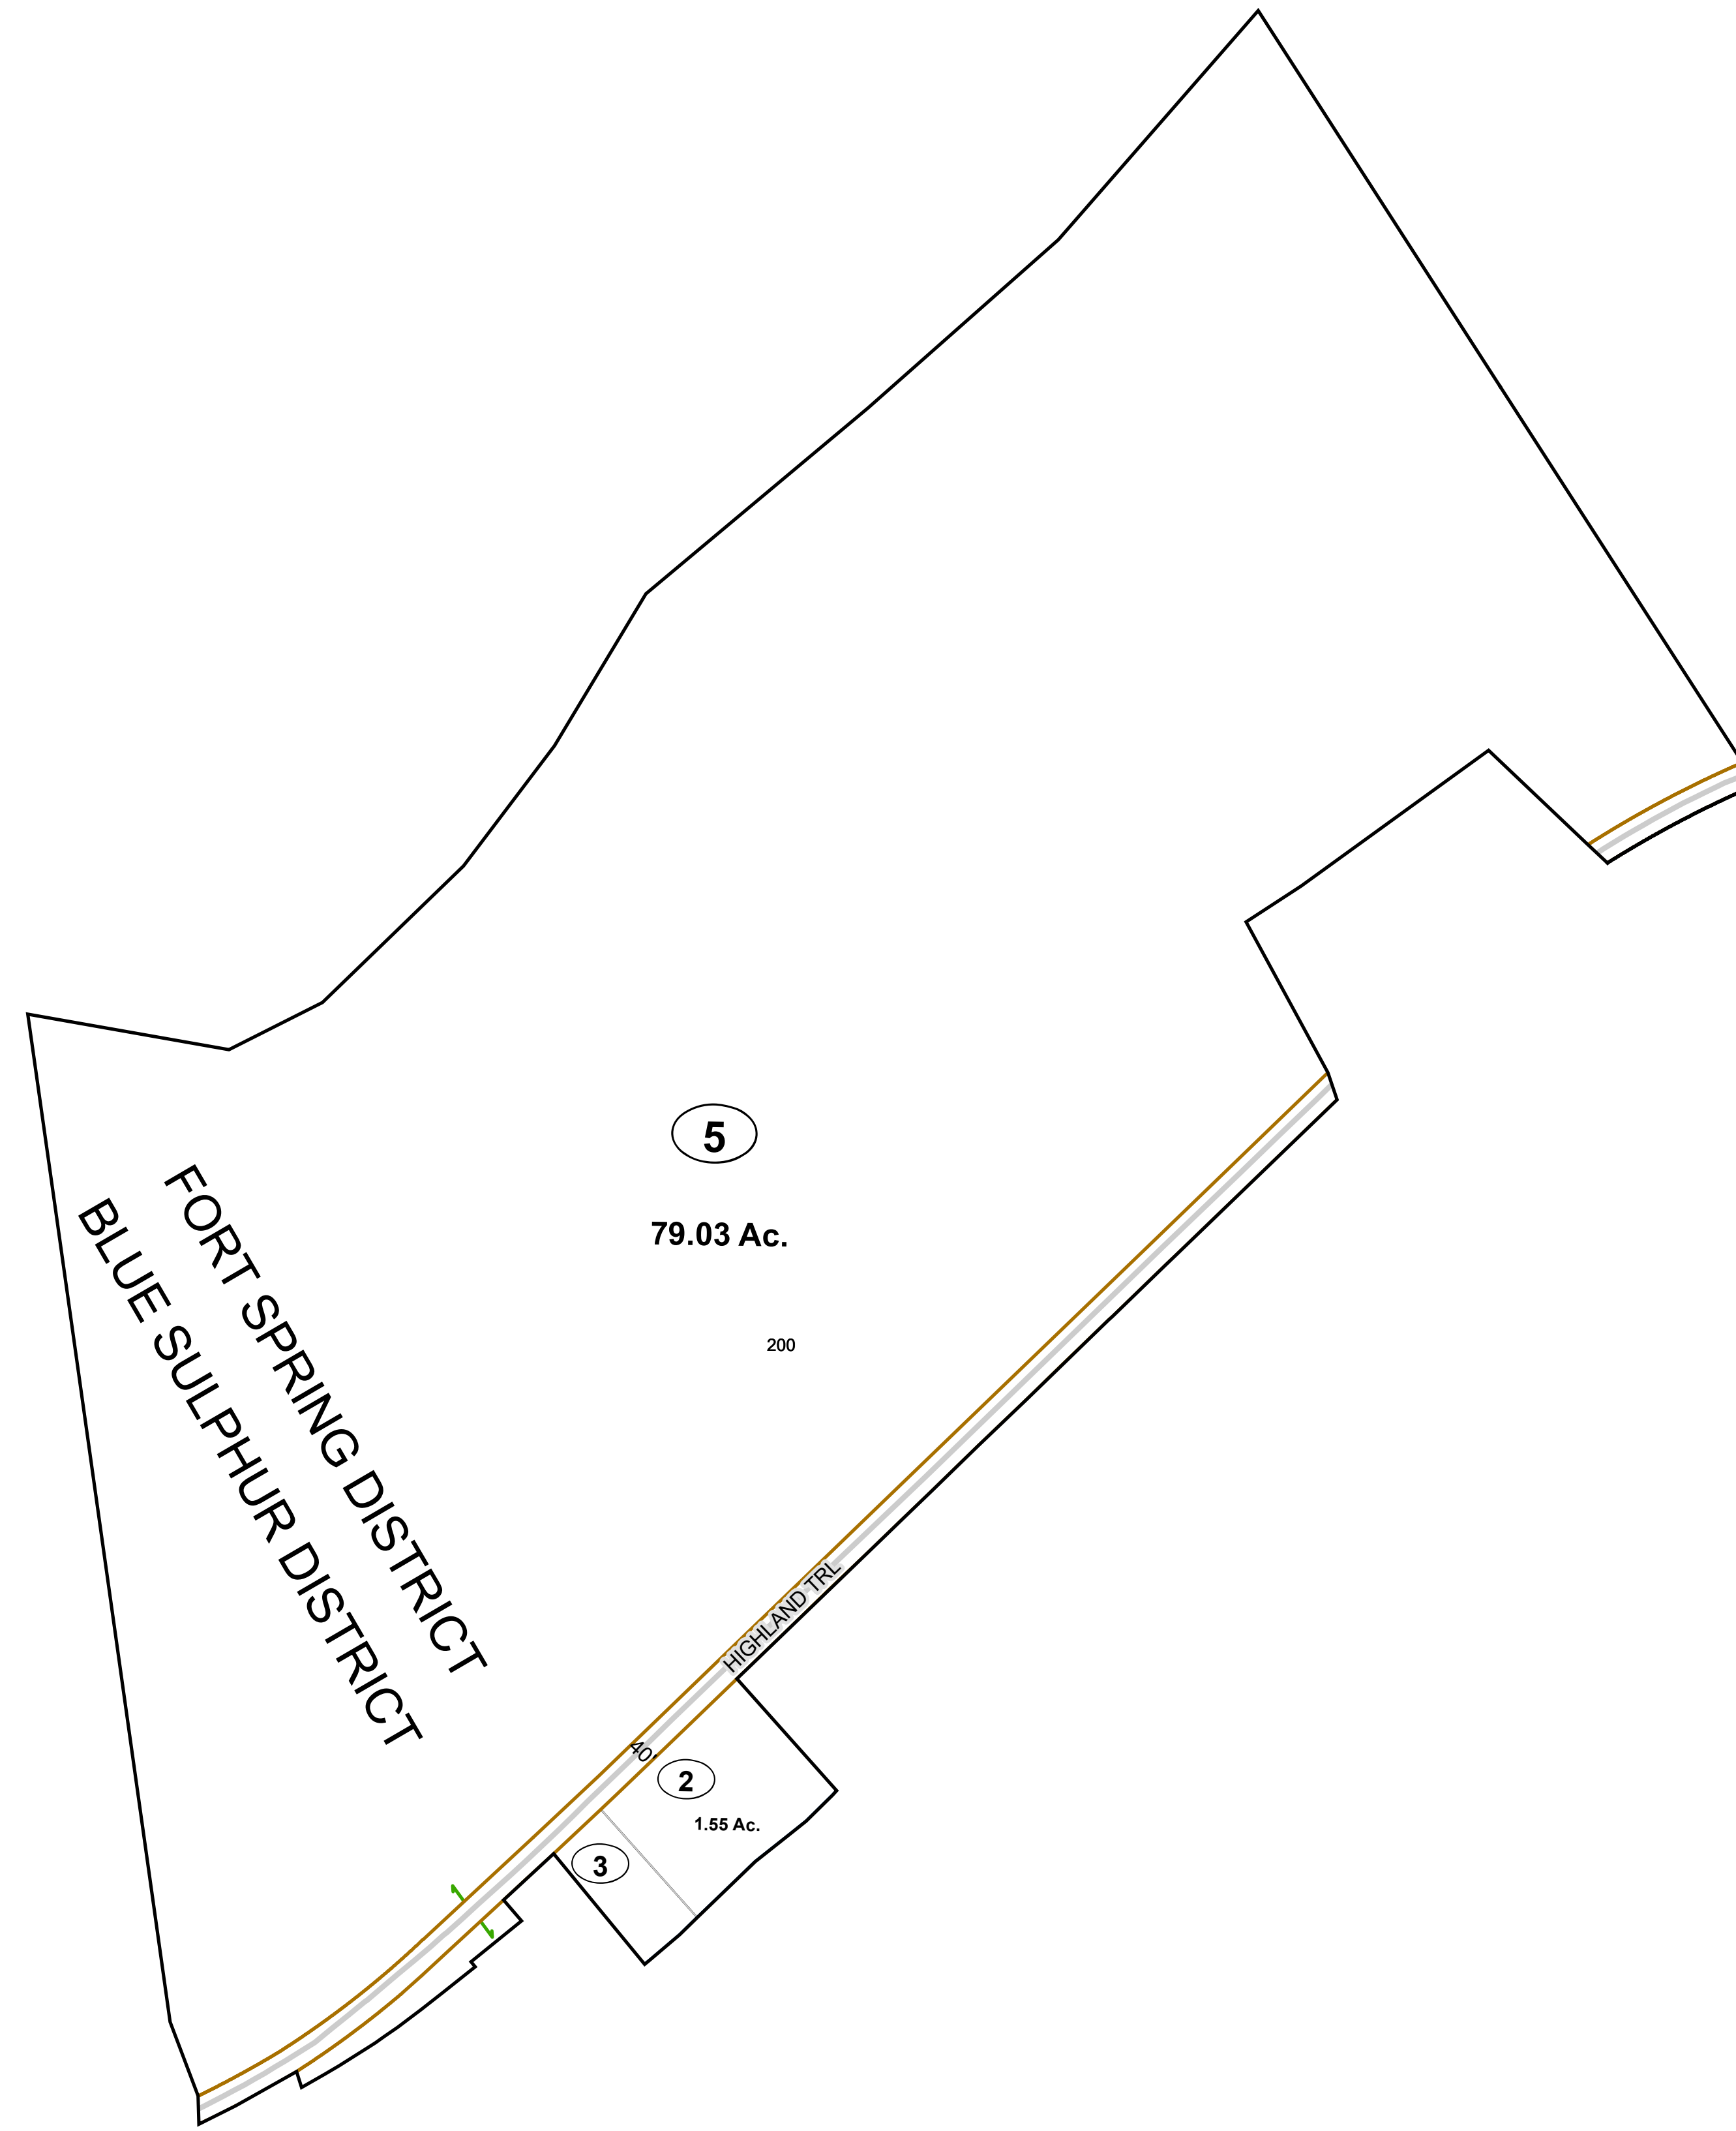 5
79.03 Ac.
FORT SPRING DISTRICT
BLUE SULPHUR DISTRICT
200
HIGHLAND TRL
40'
2
1.55 Ac.
3